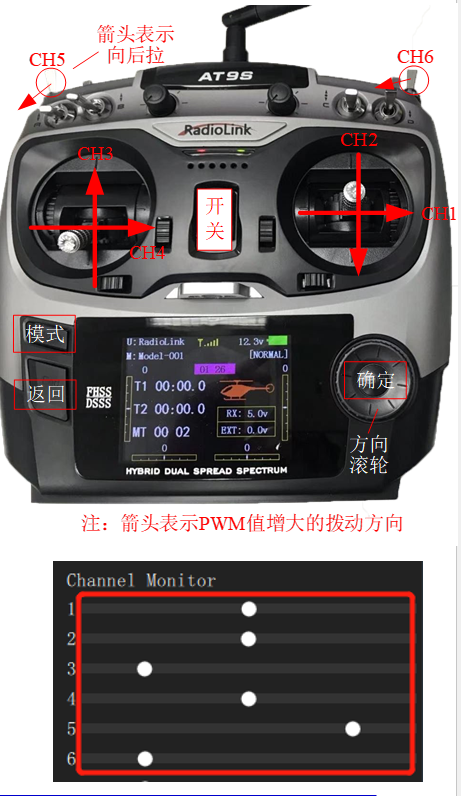 箭头表示
向后拉
CH5
CH6
AT9S
RadioLink
CH3
CH2
开关
CH1
CH4
模式
返回
FHSS
DSSS
U:RadioLink 12.3v
M:Model-001 [NORMAL]
0 01 26 0
T1 00:00.0
T2 00:00.0
MT 00 02
RX: 5.0v
EXT: 0.0v
0 0
HYBRID DUAL SPREAD SPECTRUM
确定
方向
滚轮
注：箭头表示PWM值增大的拨动方向
Channel Monitor
1
2
3
4
5
6